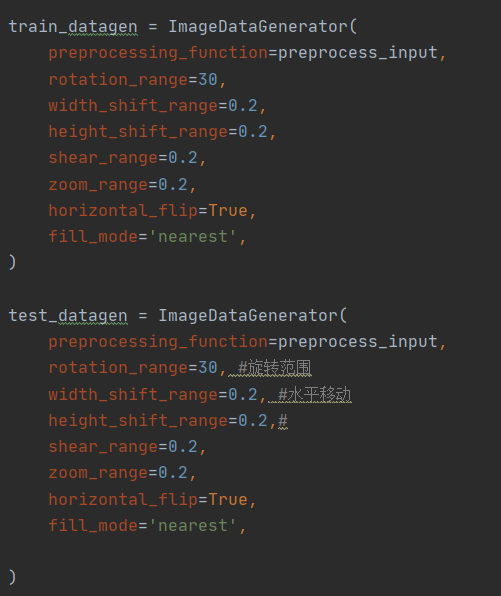 train_datagen = ImageDataGenerator(
    preprocessing_function=preprocess_input,
    rotation_range=30,
    width_shift_range=0.2,
    height_shift_range=0.2,
    shear_range=0.2,
    zoom_range=0.2,
    horizontal_flip=True,
    fill_mode='nearest',
)
test_datagen = ImageDataGenerator(
    preprocessing_function=preprocess_input,
    rotation_range=30, #旋转范围
    width_shift_range=0.2, #水平移动
    height_shift_range=0.2,#
    shear_range=0.2,
    zoom_range=0.2,
    horizontal_flip=True,
    fill_mode='nearest',
)